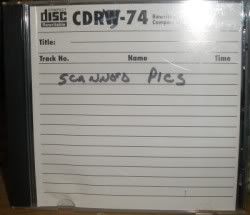 disc CDRW-74
Title:
Track No. Name Time
SCANNED PICS